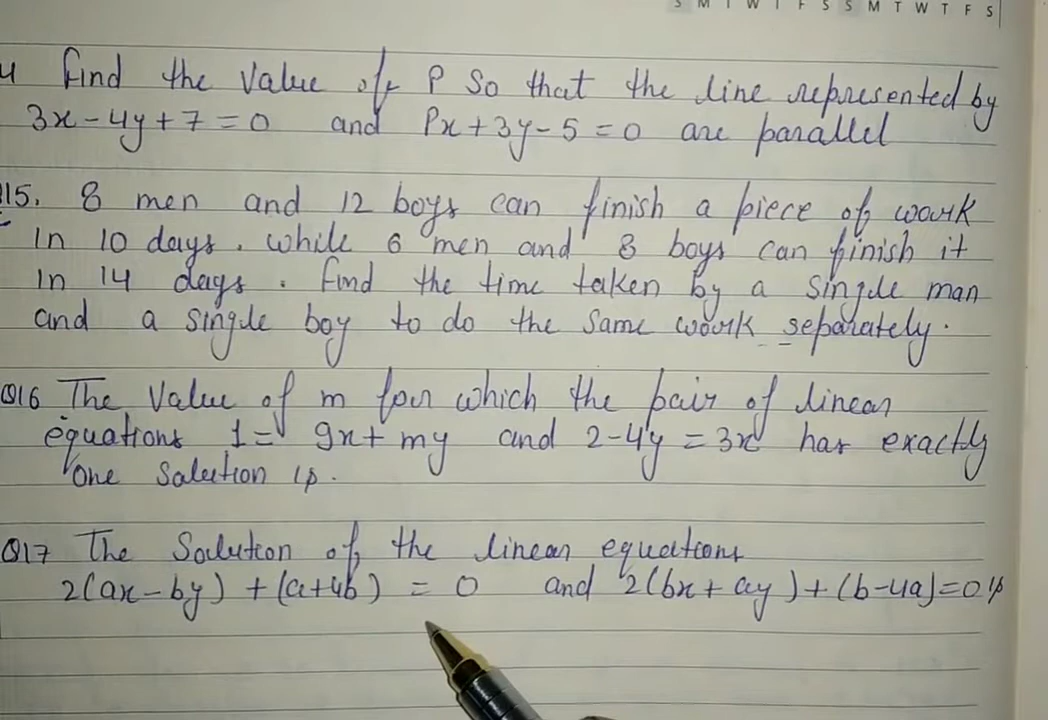 S M T W T F S S M T W T F S
4 Find the value of P So that the line represented by
3x-4y+7=0 and Px+3y-5=0 are parallel
Q15. 8 men and 12 boys can finish a piece of work
in 10 days. while 6 men and 8 boys can finish it
in 14 days. Find the time taken by a single man
and a single boy to do the same work separately.
Q16 The Value of m for which the pair of linear
equations 1= 9x+my and 2-4y=3x has exactly
one solution is.
Q17 The Solution of the linear equations
2(ax-by)+(a+4b)=0 and 2(bx+ay)+(b-4a)=0 is